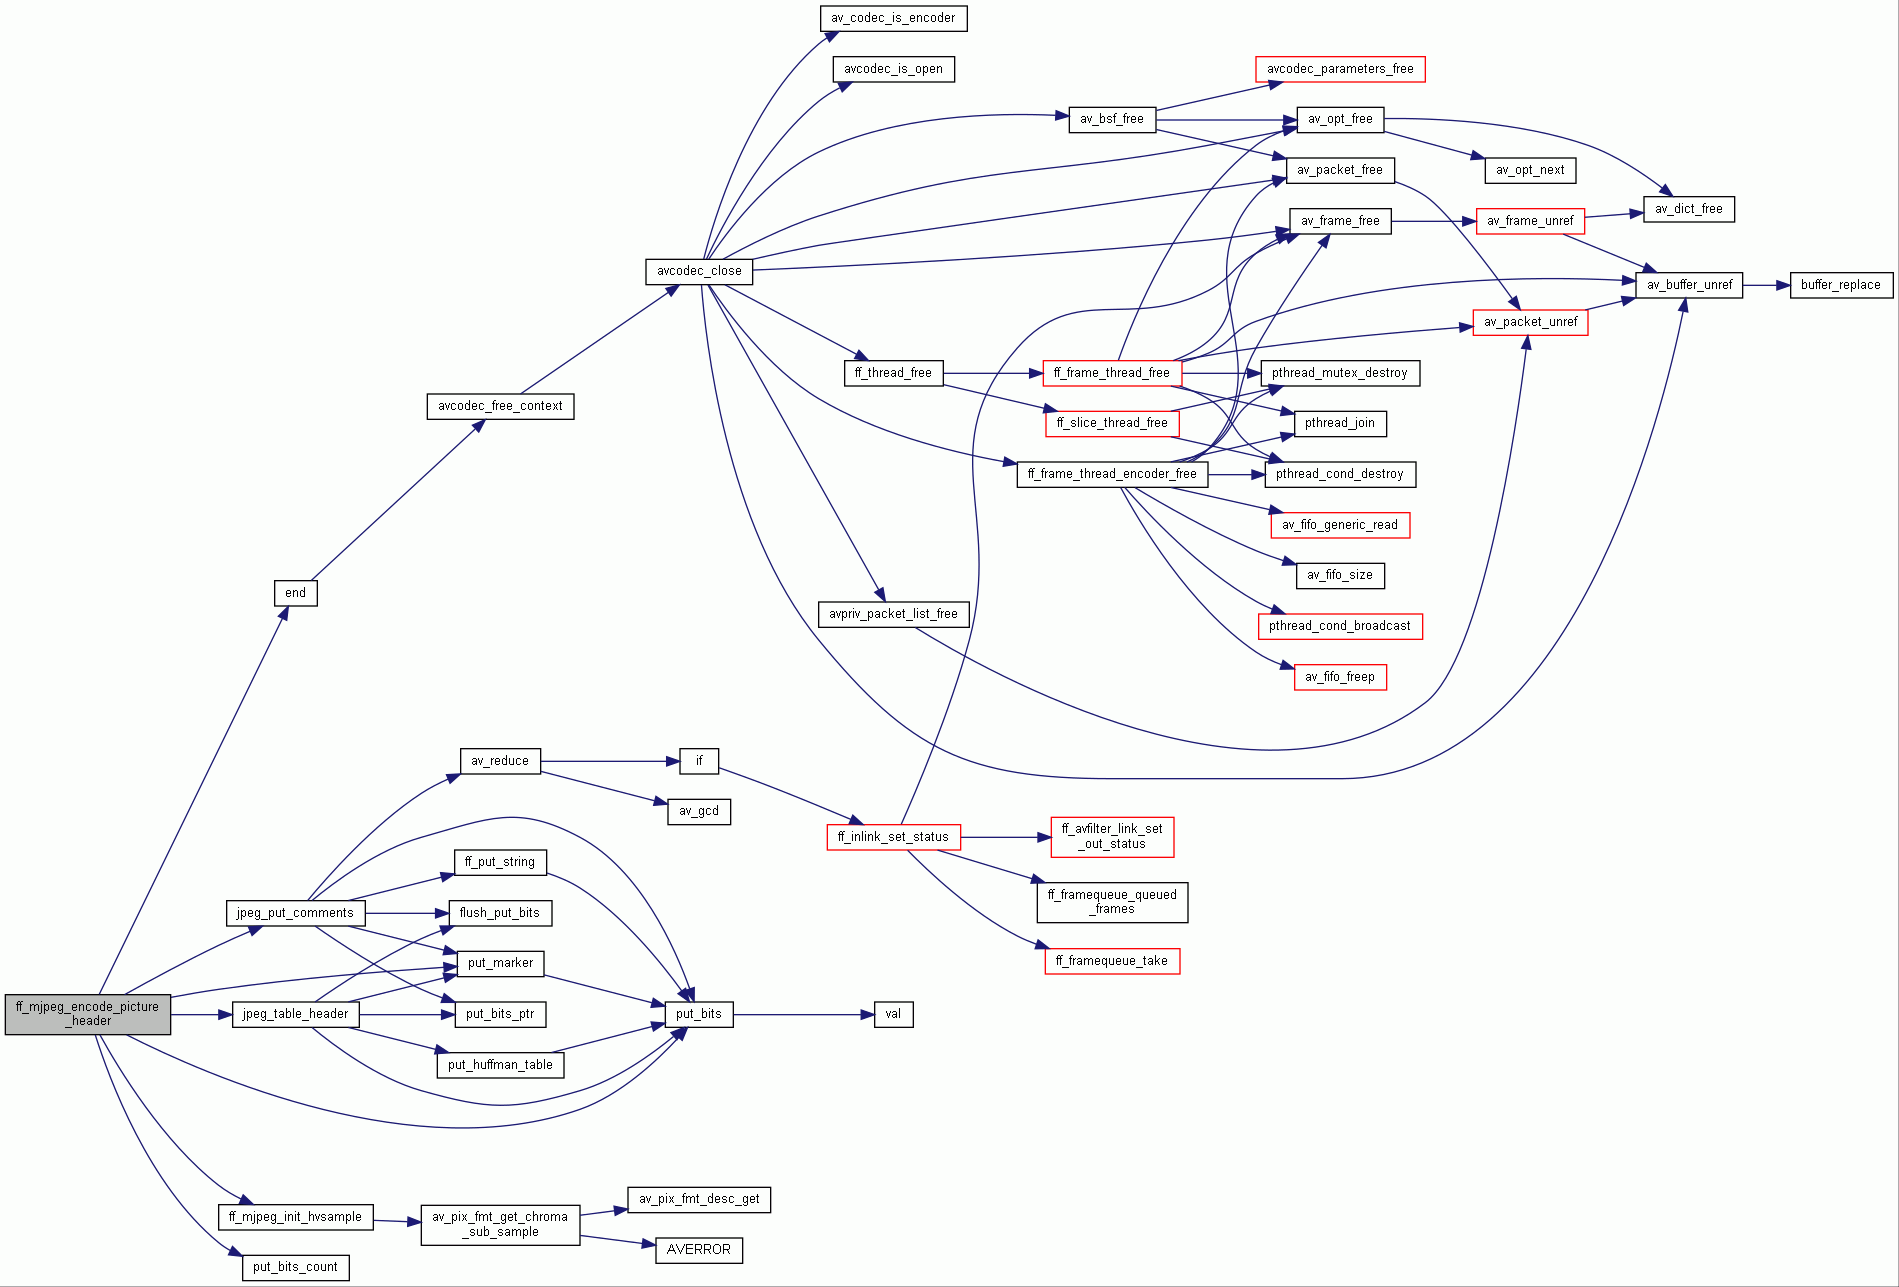 av_codec_is_encoder
avcodec_is_open
avcodec_parameters_free
av_bsf_free
av_opt_free
av_packet_free
av_opt_next
av_dict_free
av_frame_free
av_frame_unref
avcodec_close
av_buffer_unref
buffer_replace
av_packet_unref
ff_thread_free
ff_frame_thread_free
pthread_mutex_destroy
avcodec_free_context
ff_slice_thread_free
pthread_join
ff_frame_thread_encoder_free
pthread_cond_destroy
av_fifo_generic_read
av_fifo_size
end
avpriv_packet_list_free
pthread_cond_broadcast
av_fifo_freep
av_reduce
if
av_gcd
ff_inlink_set_status
ff_avfilter_link_set
_out_status
ff_put_string
ff_framequeue_queued
_frames
jpeg_put_comments
flush_put_bits
put_marker
ff_framequeue_take
ff_mjpeg_encode_picture
_header
jpeg_table_header
put_bits_ptr
put_bits
val
put_huffman_table
ff_mjpeg_init_hvsample
av_pix_fmt_get_chroma
_sub_sample
av_pix_fmt_desc_get
AVERROR
put_bits_count